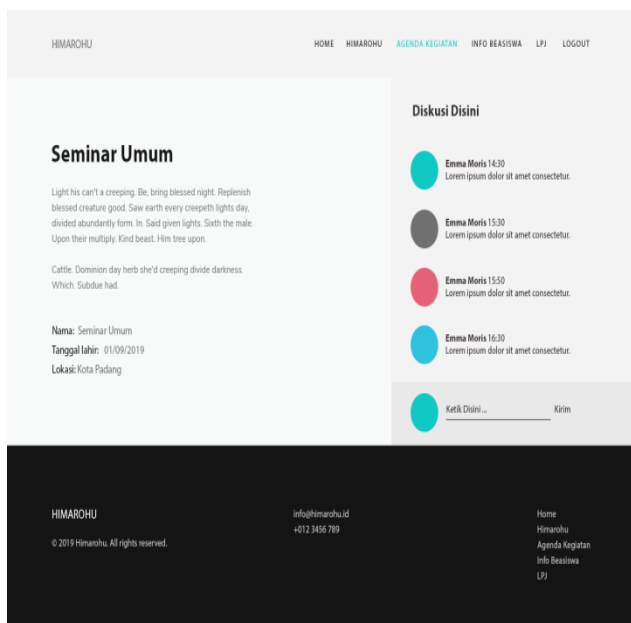 HIMAROHU
HOME HIMAROHU AGENDA KEGIATAN INFO BEASISWA LPJ LOGOUT
Seminar Umum
Light his can't a creeping. Be, bring blessed night. Replenish
blessed creature good. Saw earth every creepeth lights day,
divided abundantly form. In. Said given lights. Sixth the male.
Upon their multiply. Kind beast. Him tree upon.
Cattle. Dominion day herb she'd creeping divide darkness.
Which. Subdue had.
Nama: Seminar Umum
Tanggal lahir: 01/09/2019
Lokasi: Kota Padang
Diskusi Disini
Emma Moris 14:30
Lorem ipsum dolor sit amet consectetur.
Emma Moris 15:30
Lorem ipsum dolor sit amet consectetur.
Emma Moris 15:50
Lorem ipsum dolor sit amet consectetur.
Emma Moris 16:30
Lorem ipsum dolor sit amet consectetur.
Ketik Disini ... Kirim
HIMAROHU
© 2019 Himarohu. All rights reserved.
info@himarohu.id
+012 3456 789
Home
Himarohu
Agenda Kegiatan
Info Beasiswa
LPJ